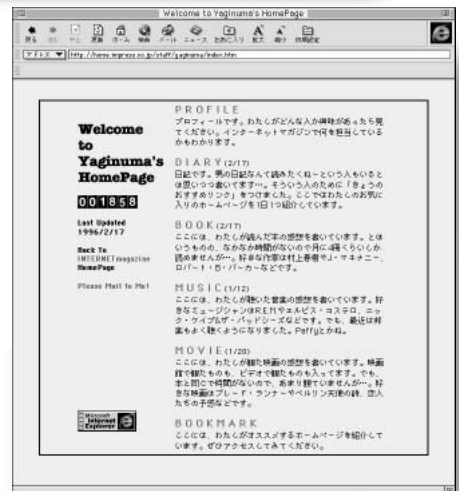 Welcome to Yaginuma's HomePage
戻る
ホーム
ニュース
お気に入り
拡大
縮小
アドレス
http://home.impress.co.jp/staff/yaginuma/index.htm
Welcome
to
Yaginuma's
HomePage
001858
Last Updated
1996/2/17
Back To
INTERNETmagazine
HomePage
Please Mail to Me!
Microsoft
Internet
Explorer
PROFILE
プロフィールです。わたしがどんな人か興味があったら見
てください。インターネットマガジンで何を担当している
かもわかります。
DIARY(2/17)
日記です。男の日記なんて読みたくねーという人もいると
は思いつつ書いてます…。そういう人のために「きょうの
おすすめリンク」をつけました。ここではわたしのお気に
入りのホームページを1日1つ紹介しています。
BOOK(2/17)
ここには、わたしが読んだ本の感想を書いています。とは
いうものの、なかなか時間がないので月に4冊くらいしか
読めませんが…。好きな作家は村上春樹やJ・マキナニー、
ロバート・B・パーカーなどです。
MUSIC(1/12)
ここには、わたしが聴いた音楽の感想を書いています。好
きなミュージシャンはR.E.M.やエルビス・コステロ、ニッ
ク・ケイブ&ザ・バッドシーズなどです。でも、最近は邦
楽もよく聴くようになりました。Paffyとかね。
MOVIE(1/20)
ここには、わたしが観た映画の感想を書いています。映画
館で観たものも、ビデオで観たものも入ってます。でも、
本と同じで時間がないので、あまり観ていませんが…。好
きな映画はブレード・ランナーやベルリン天使の詩、恋人
たちの予感などです。
BOOKMARK
ここには、わたしがオススメするホームページを紹介して
います。ぜひアクセスしてみてください。